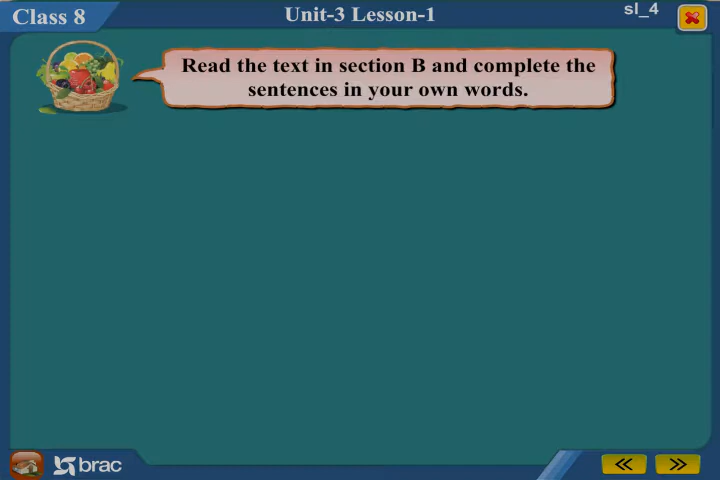 Class 8
Unit-3 Lesson-1
sl_4
Read the text in section B and complete the
sentences in your own words.
brac